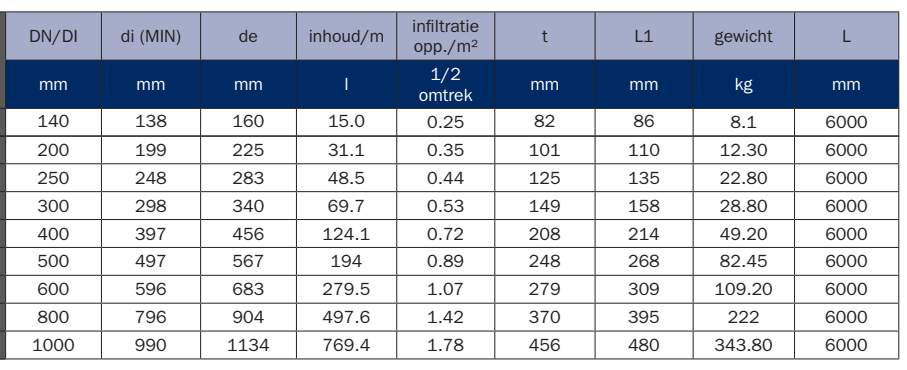 DN/DI di (MIN) de inhoud/m infiltratie opp./m² t L1 gewicht L
mm mm mm l 1/2 omtrek mm mm kg mm
140 138 160 15.0 0.25 82 86 8.1 6000
200 199 225 31.1 0.35 101 110 12.30 6000
250 248 283 48.5 0.44 125 135 22.80 6000
300 298 340 69.7 0.53 149 158 28.80 6000
400 397 456 124.1 0.72 208 214 49.20 6000
500 497 567 194 0.89 248 268 82.45 6000
600 596 683 279.5 1.07 279 309 109.20 6000
800 796 904 497.6 1.42 370 395 222 6000
1000 990 1134 769.4 1.78 456 480 343.80 6000